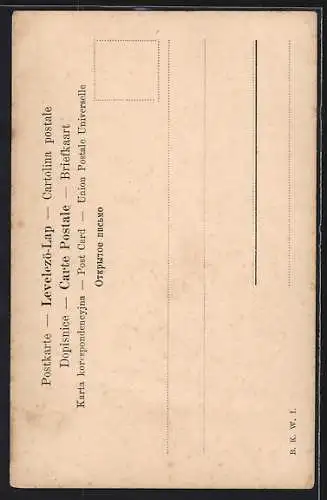 Postkarte — Levelező-Lap — Cartolina postale
Dopisnice — Carte Postale — Briefkaart
Karta korespondencyjna — Post Card — Union Postale Universelle
Открытое письмо
B. K. W. I.